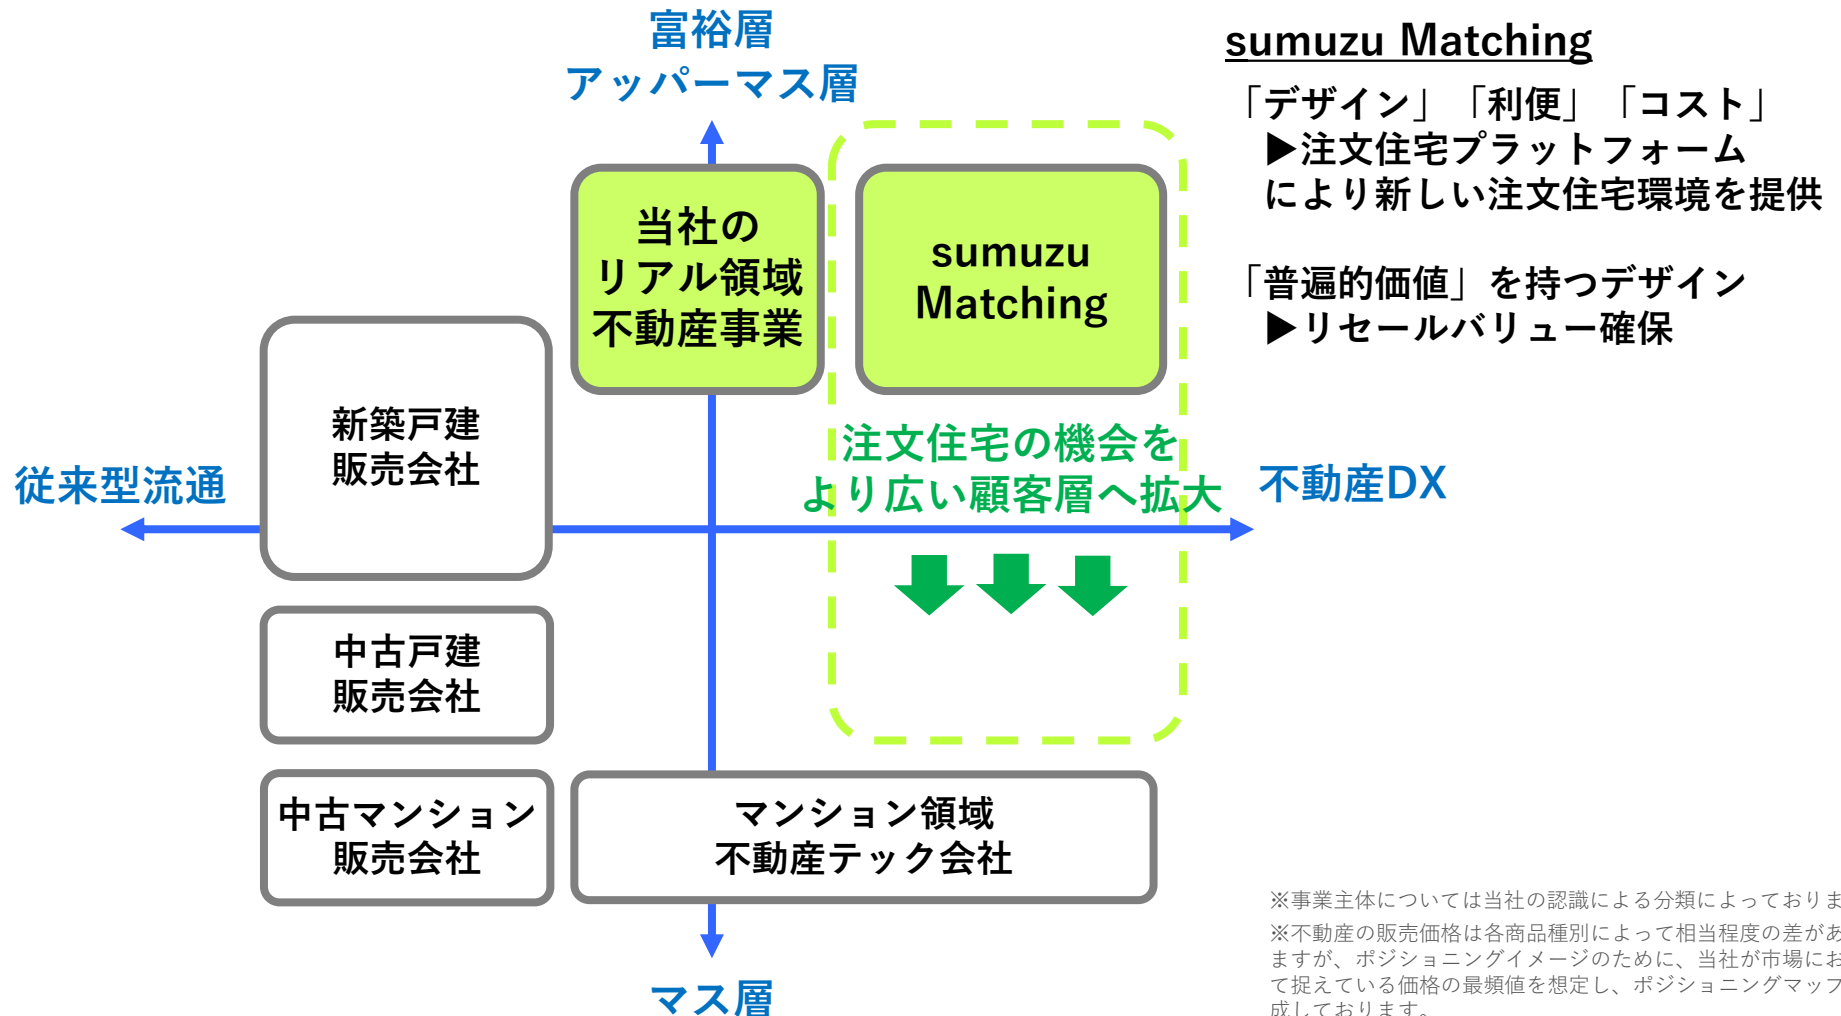 富裕層
アッパーマス層
sumuzu Matching
「デザイン」「利便」「コスト」
▶注文住宅プラットフォーム
により新しい注文住宅環境を提供
「普遍的価値」を持つデザイン
▶リセールバリュー確保
当社の
リアル領域
不動産事業
sumuzu
Matching
新築戸建
販売会社
従来型流通
注文住宅の機会を
より広い顧客層へ拡大
不動産DX
中古戸建
販売会社
中古マンション
販売会社
マンション領域
不動産テック会社
マス層
※事業主体については当社の認識による分類によっておりま
※不動産の販売価格は各商品種別によって相当程度の差があ
ますが、ポジショニングイメージのために、当社が市場にお
て捉えている価格の最頻値を想定し、ポジショニングマップ
成しております。